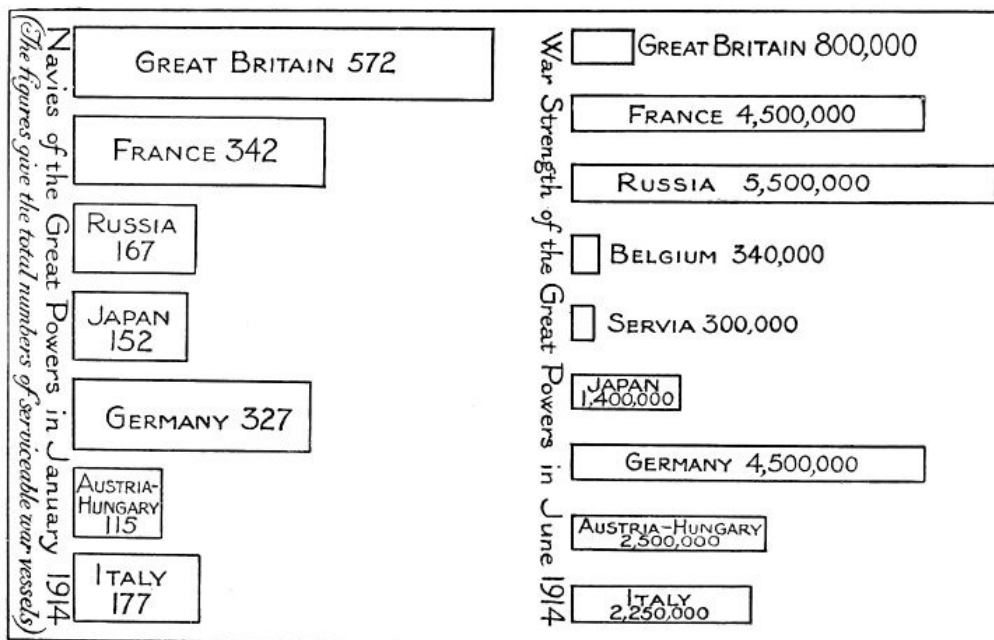 Navies of the Great Powers in January 1914
(The figures give the total numbers of serviceable war vessels)
GREAT BRITAIN 572
FRANCE 342
RUSSIA
167
JAPAN
152
GERMANY 327
AUSTRIA-
HUNGARY
115
ITALY
177
War Strength of the Great Powers in June 1914
GREAT BRITAIN 800,000
FRANCE 4,500,000
RUSSIA 5,500,000
BELGIUM 340,000
SERVIA 300,000
JAPAN
1,400,000
GERMANY 4,500,000
AUSTRIA-HUNGARY
2,500,000
ITALY
2,250,000